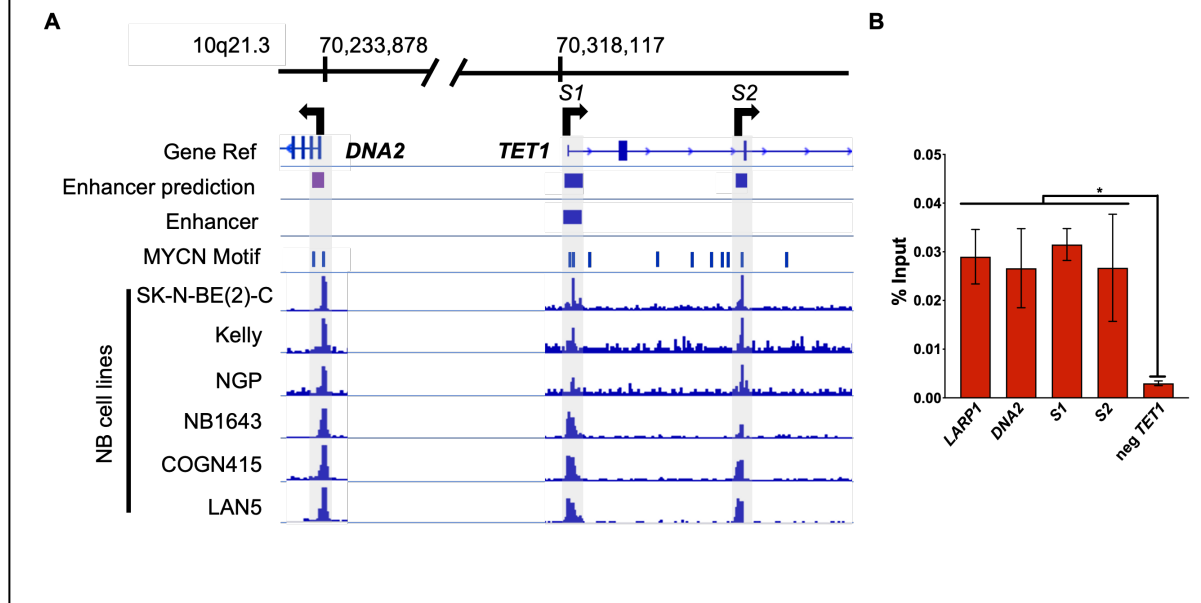 A
10q21.3
70,233,878
70,318,117
S1
S2
Gene Ref
DNA2
TET1
Enhancer prediction
Enhancer
MYCN Motif
NB cell lines
SK-N-BE(2)-C
Kelly
NGP
NB1643
COGN415
LAN5
B
% Input
0.05
0.04
0.03
0.02
0.01
0.00
*
LARP1
DNA2
S1
S2
neg TET1